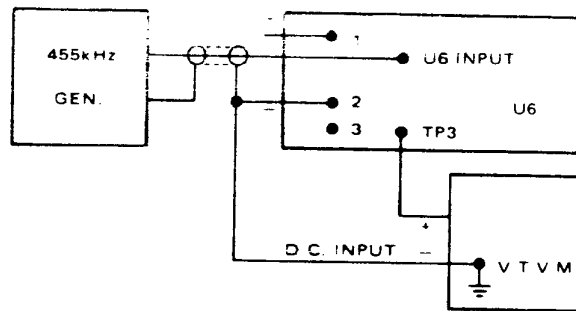 455kHz
GEN.
+
1
U6 INPUT
U6
2
−
3
TP3
+
−
D.C. INPUT
V T V M